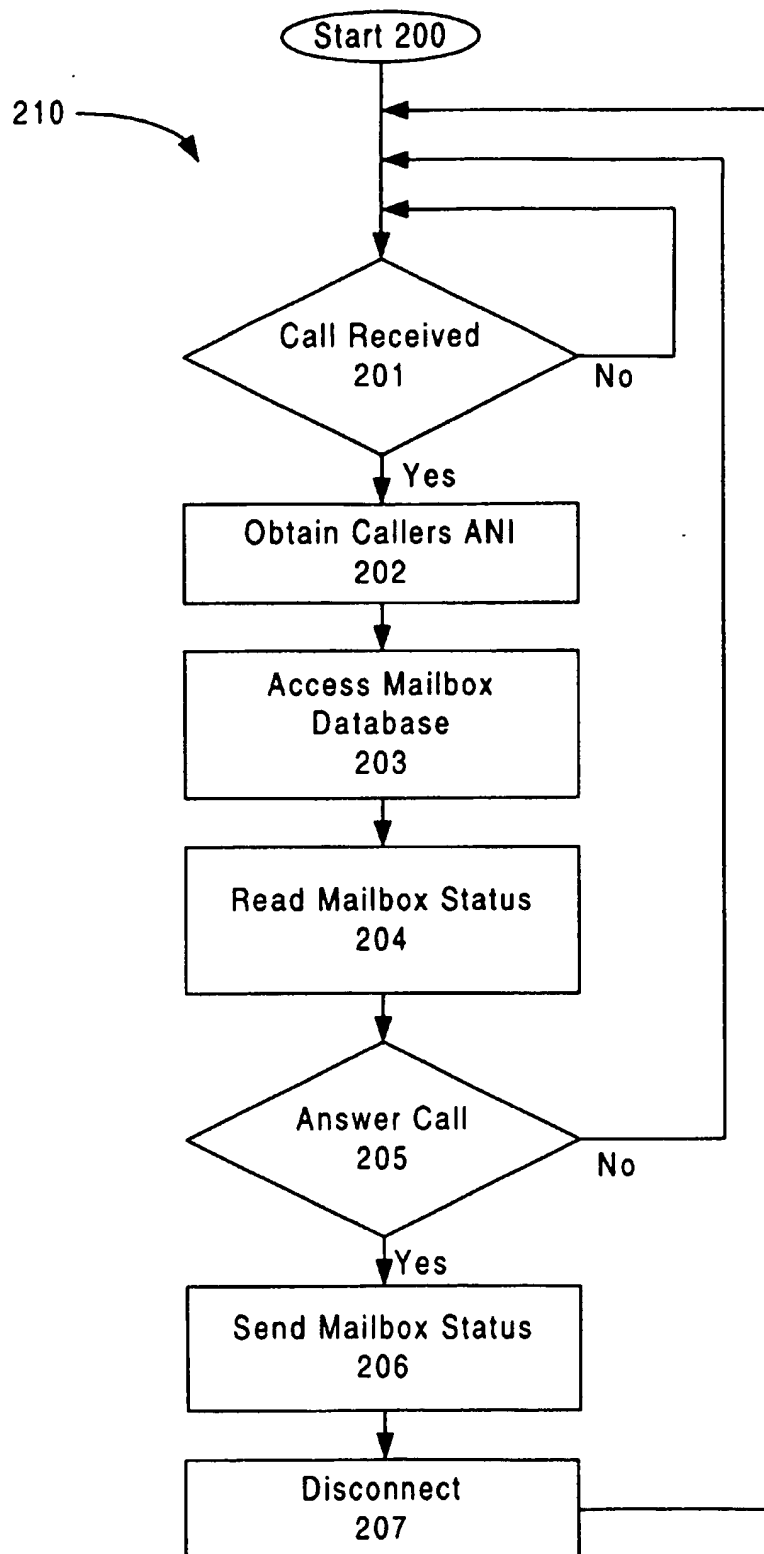 Start 200
210
Call Received
201
No
Yes
Obtain Callers ANI
202
Access Mailbox
Database
203
Read Mailbox Status
204
Answer Call
205
No
Yes
Send Mailbox Status
206
Disconnect
207